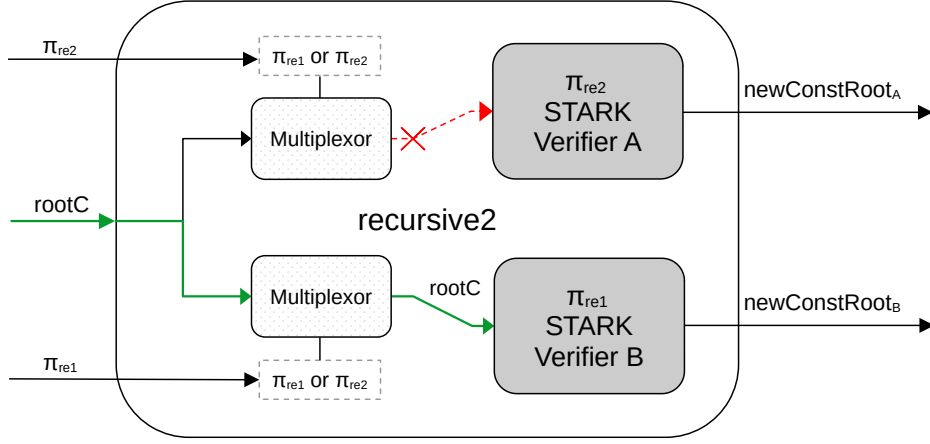 πre2
πre1 or πre2
Multiplexor
πre2
STARK
Verifier A
newConstRootA
rootC
recursive2
Multiplexor
rootC
πre1
STARK
Verifier B
newConstRootB
πre1
πre1 or πre2